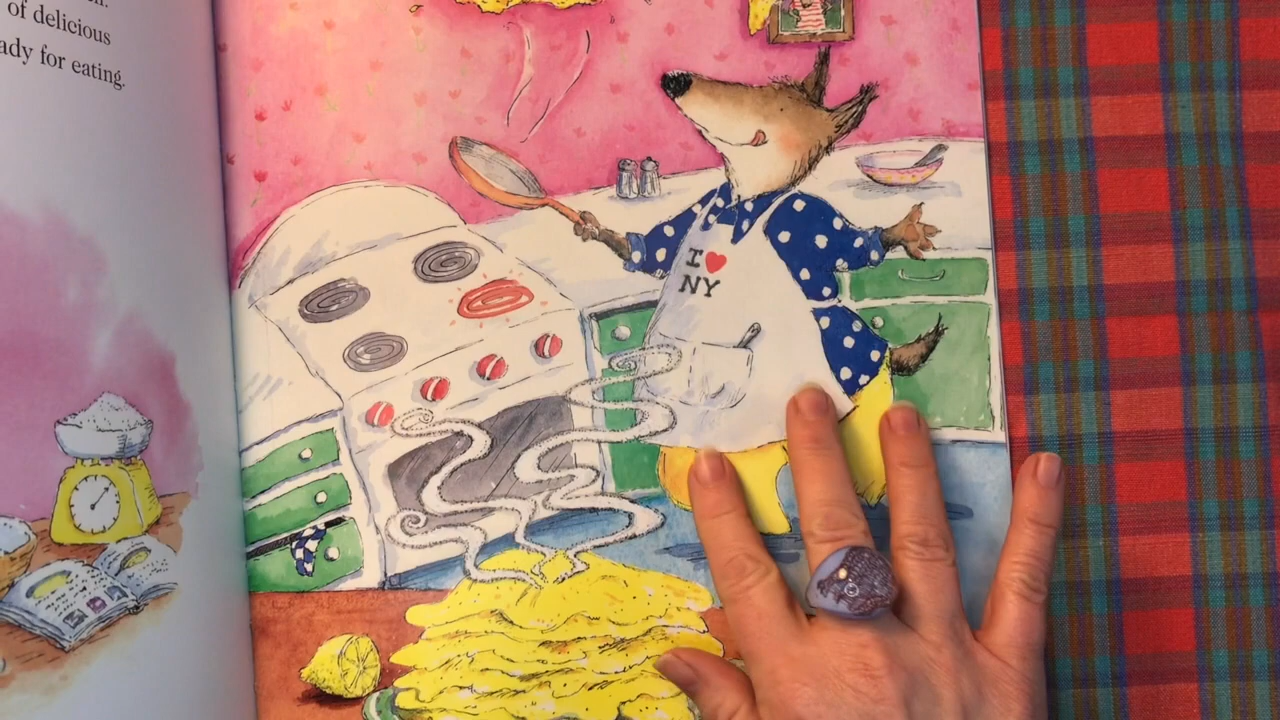 of delicious
ady for eating.
I ♥
NY